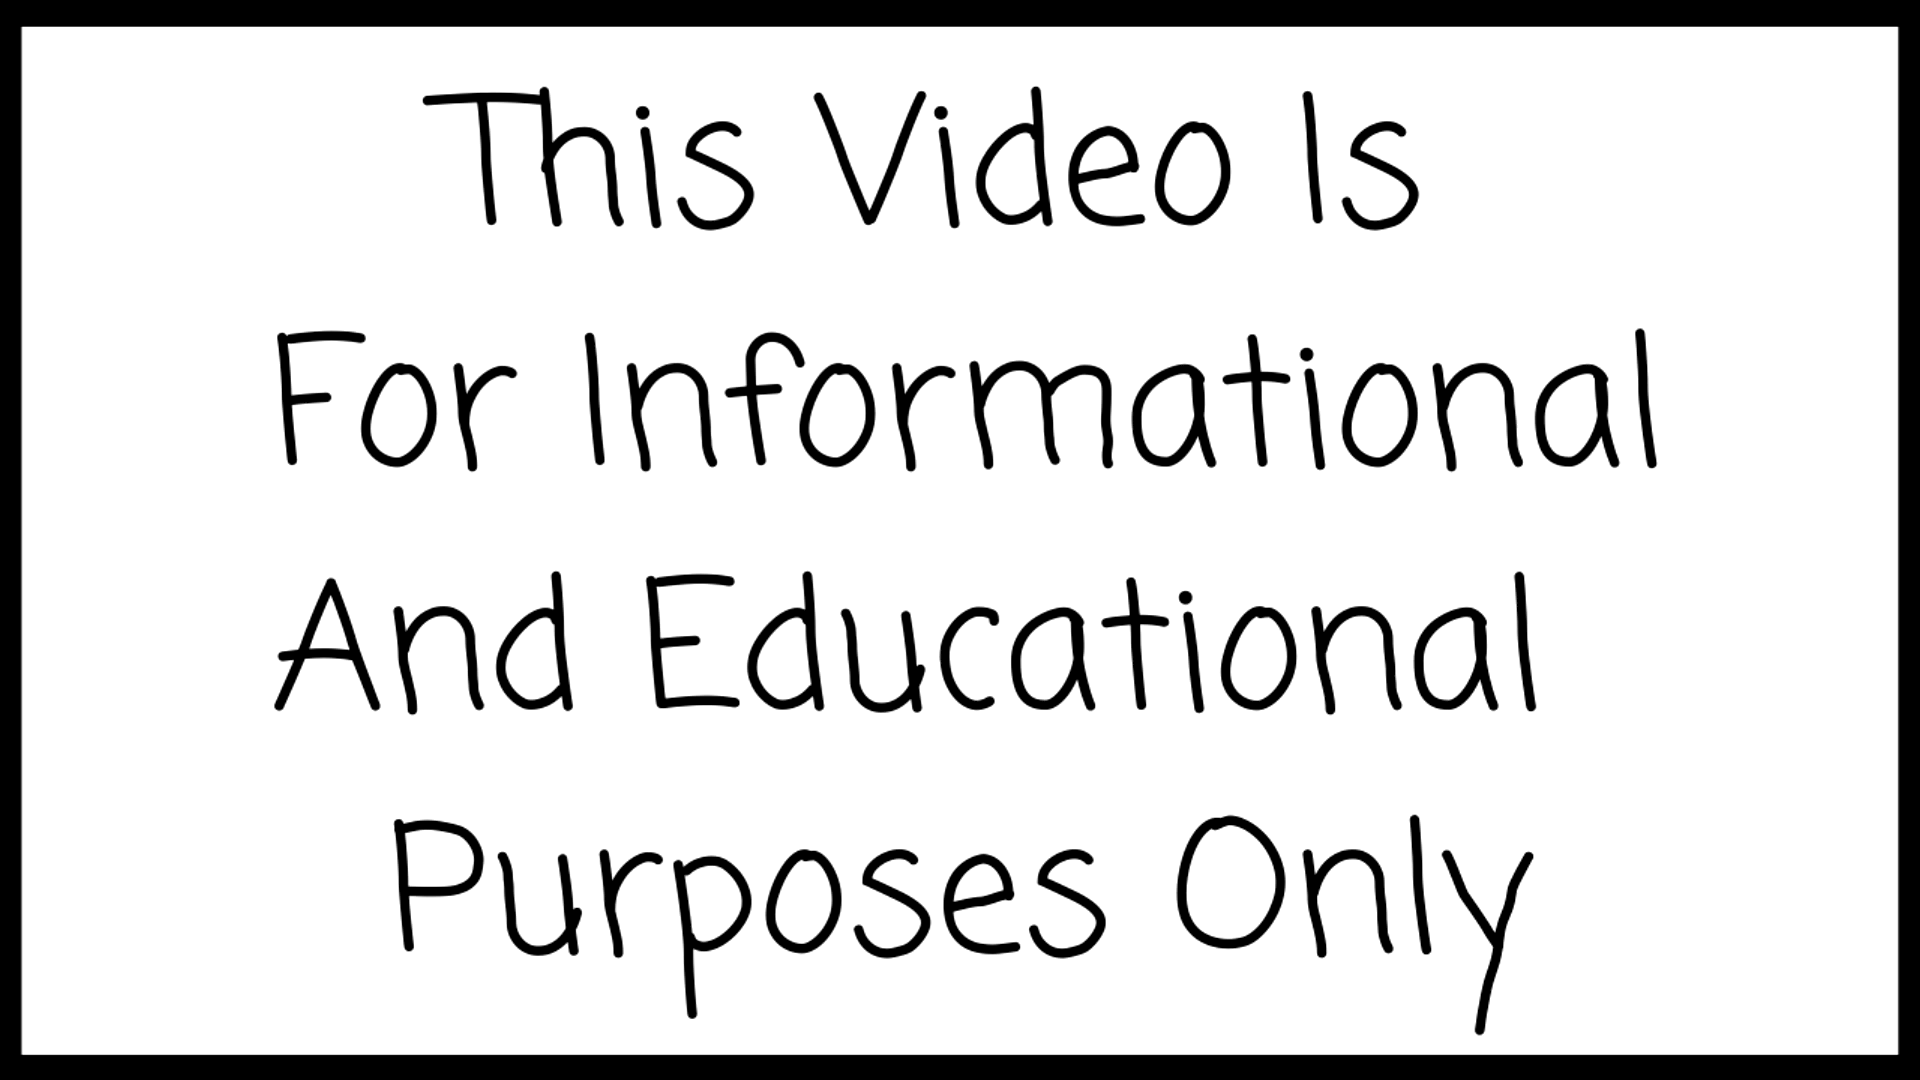 This Video Is
For Informational
And Educational
Purposes Only